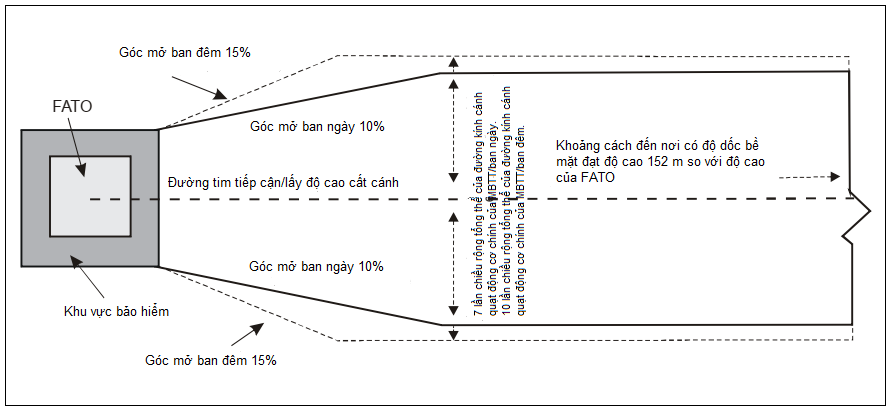 Góc mở ban đêm 15%
FATO
Góc mở ban ngày 10%
Khoảng cách đến nơi có độ dốc bề
mặt đạt độ cao 152 m so với độ cao
của FATO
Đường tim tiếp cận/lấy độ cao cất cánh
7 lần chiều rộng tổng thể của đường kính cánh
quạt động cơ chính của MBTT/ban ngày.
10 lần chiều rộng tổng thể của đường kính cánh
quạt động cơ chính của MBTT/ban đêm.
Góc mở ban ngày 10%
Khu vực bảo hiểm
Góc mở ban đêm 15%